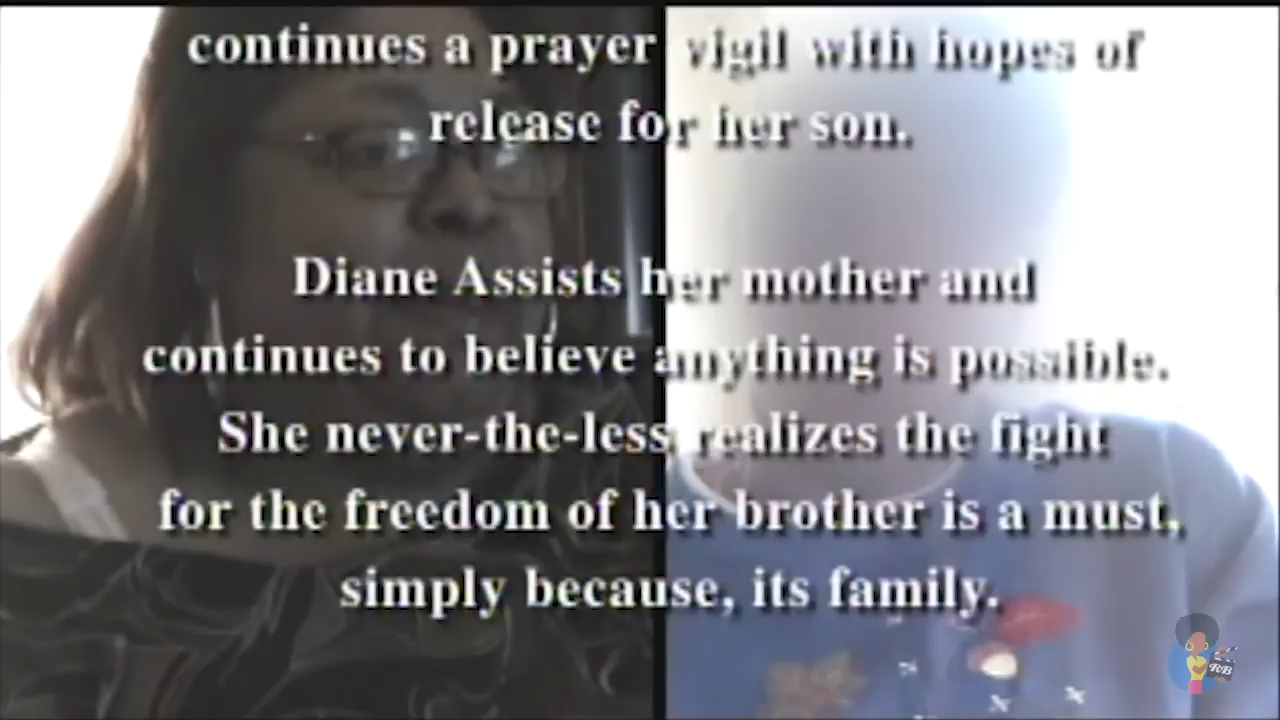 continues a prayer vigil with hopes of
release for her son.
Diane Assists her mother and
continues to believe anything is possible.
She never-the-less realizes the fight
for the freedom of her brother is a must,
simply because, its family.
RB